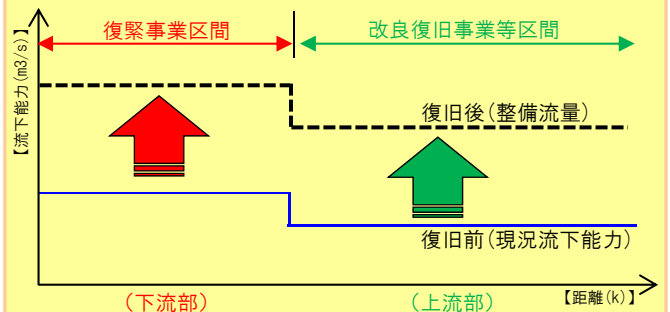 復緊事業区間
改良復旧事業等区間
【流下能力(m3/s)】
復旧後(整備流量)
復旧前(現況流下能力)
(下流部)
(上流部)
【距離(k)】